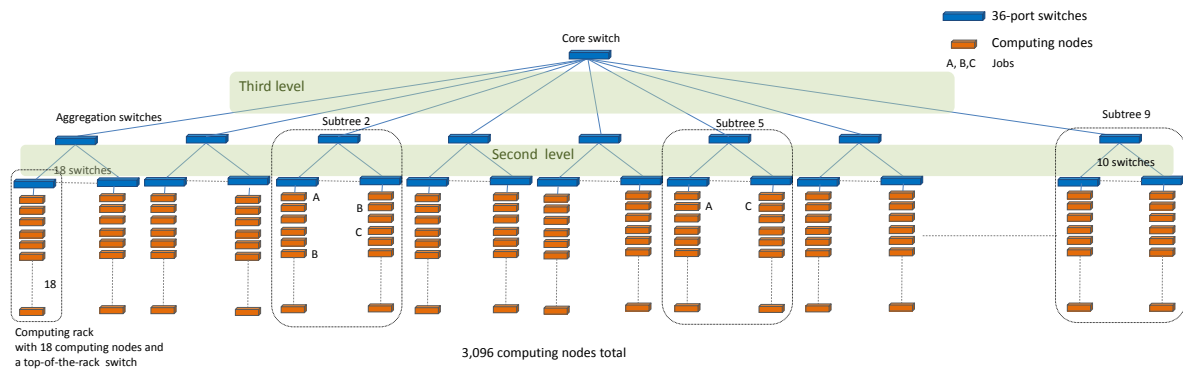 36-port switches
Core switch
Computing nodes
A, B,C Jobs
Third level
Aggregation switches
Subtree 2
Subtree 5
Subtree 9
Second level
18 switches
10 switches
A
B
A
C
C
B
18
Computing rack
with 18 computing nodes and
a top-of-the-rack switch
3,096 computing nodes total